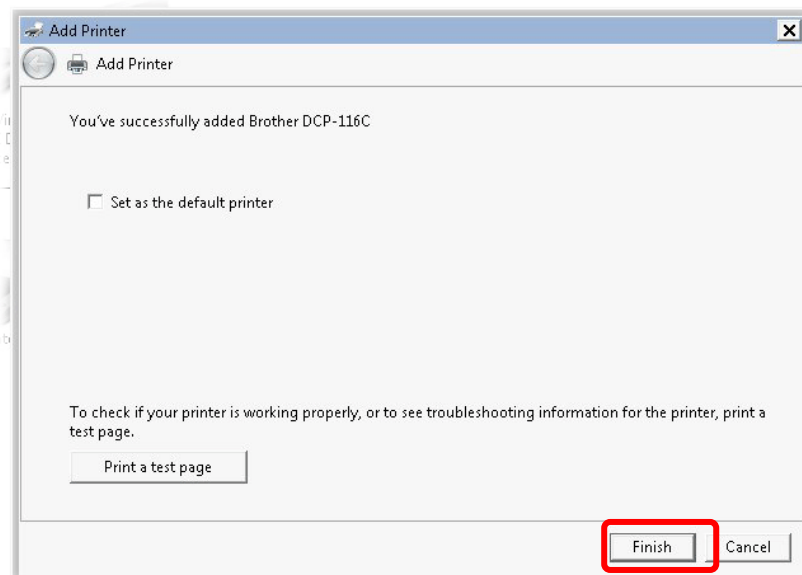 Add Printer
Add Printer
You've successfully added Brother DCP-116C
Set as the default printer
To check if your printer is working properly, or to see troubleshooting information for the printer, print a
test page.
Print a test page
Finish Cancel